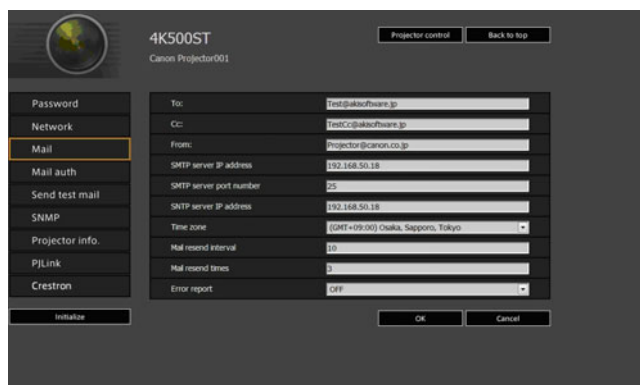 4K500ST
Projector control
Back to top
Canon Projector001
Password
Network
Mail
Mail auth
Send test mail
SNMP
Projector info.
PJLink
Crestron
Initialize
To: Test@akisoftware.jp
Cc: TestCc@akisoftware.jp
From: Projector@canon.co.jp
SMTP server IP address 192.168.50.18
SMTP server port number 25
SNTP server IP address 192.168.50.18
Time zone (GMT+09:00) Osaka, Sapporo, Tokyo
Mail resend interval 10
Mail resend times 3
Error report OFF
OK
Cancel